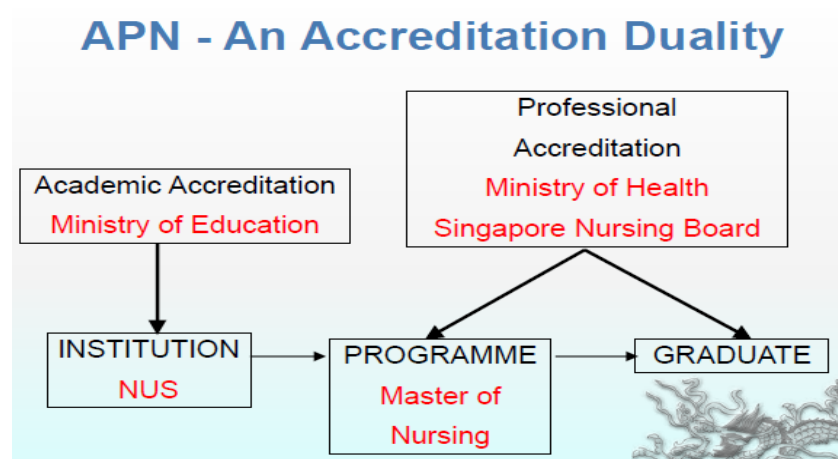 APN - An Accreditation Duality
Professional
Accreditation
Ministry of Health
Singapore Nursing Board
Academic Accreditation
Ministry of Education
INSTITUTION
NUS
PROGRAMME
Master of
Nursing
GRADUATE